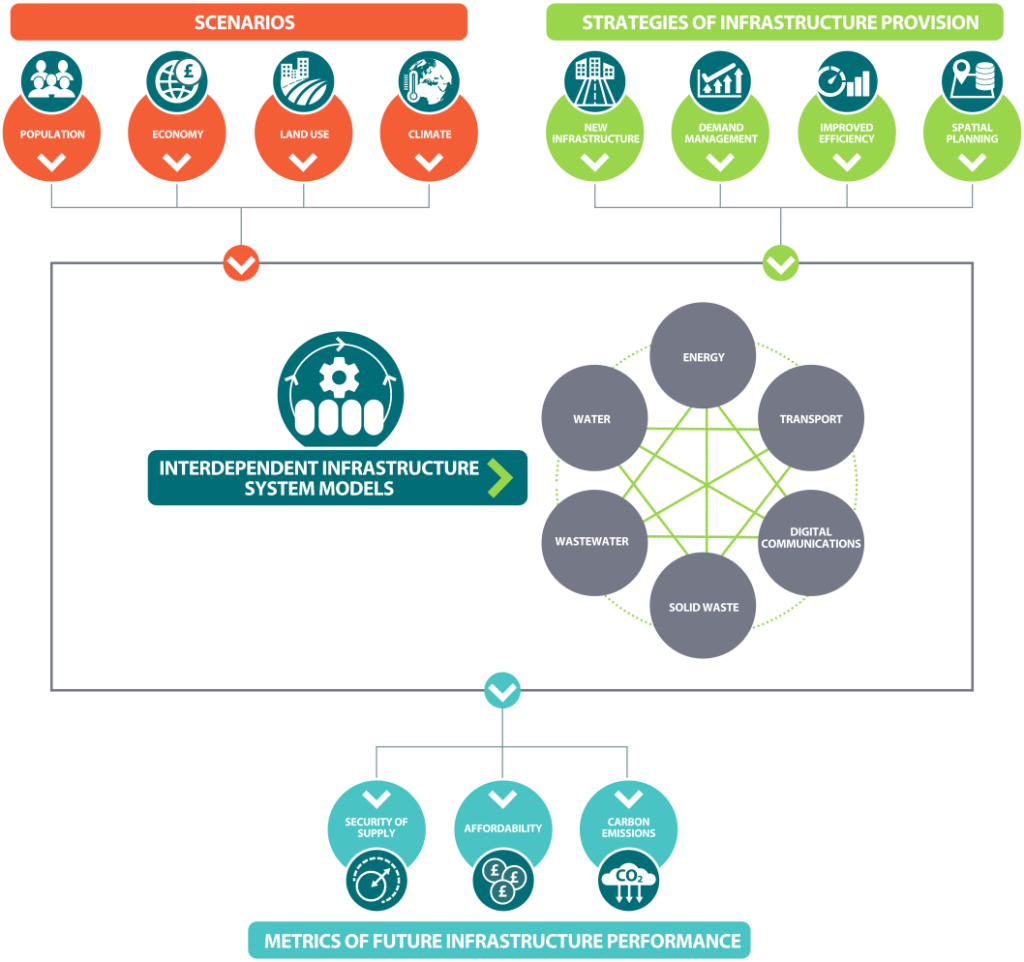 SCENARIOS
STRATEGIES OF INFRASTRUCTURE PROVISION
£
POPULATION
ECONOMY
LAND USE
CLIMATE
NEW
INFRASTRUCTURE
DEMAND
MANAGEMENT
IMPROVED
EFFICIENCY
SPATIAL
PLANNING
INTERDEPENDENT INFRASTRUCTURE
SYSTEM MODELS
ENERGY
WATER
TRANSPORT
WASTEWATER
DIGITAL
COMMUNICATIONS
SOLID WASTE
SECURITY OF
SUPPLY
AFFORDABILITY
CARBON
EMISSIONS
£
£
£
CO₂
METRICS OF FUTURE INFRASTRUCTURE PERFORMANCE